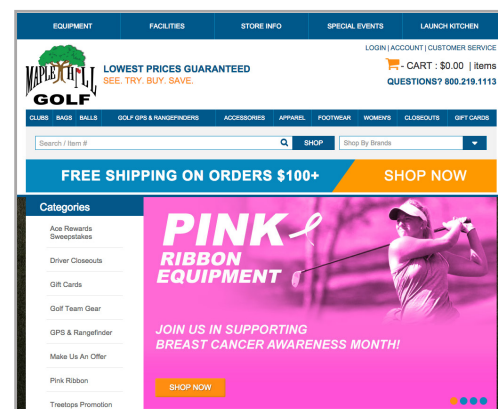 EQUIPMENT FACILITIES STORE INFO SPECIAL EVENTS LAUNCH KITCHEN
LOGIN | ACCOUNT | CUSTOMER SERVICE
MAPLE HILL
GOLF
LOWEST PRICES GUARANTEED
SEE. TRY. BUY. SAVE.
- CART : $0.00 | items
QUESTIONS? 800.219.1113
CLUBS BAGS BALLS GOLF GPS & RANGEFINDERS ACCESSORIES APPAREL FOOTWEAR WOMEN'S CLOSEOUTS GIFT CARDS
Search / Item # SHOP Shop By Brands
FREE SHIPPING ON ORDERS $100+ SHOP NOW
Categories
Ace Rewards
Sweepstakes
Driver Closeouts
Gift Cards
Golf Team Gear
GPS & Rangefinder
Make Us An Offer
Pink Ribbon
Treetops Promotion
PINK
RIBBON
EQUIPMENT
JOIN US IN SUPPORTING
BREAST CANCER AWARENESS MONTH!
SHOP NOW